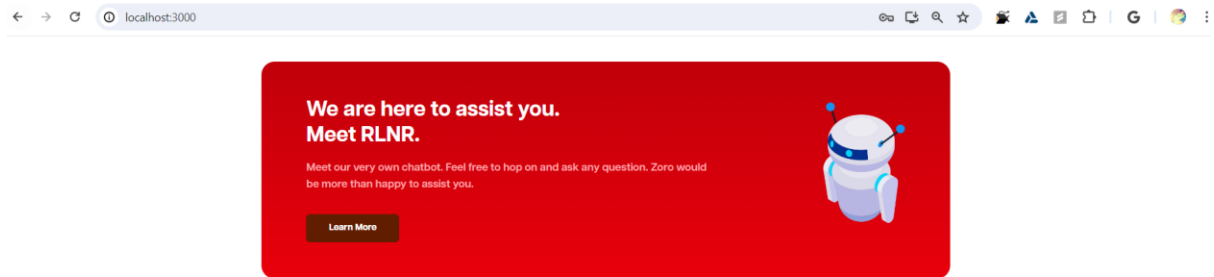 localhost:3000
We are here to assist you.
Meet RLNR.
Meet our very own chatbot. Feel free to hop on and ask any question. Zoro would
be more than happy to assist you.
Learn More